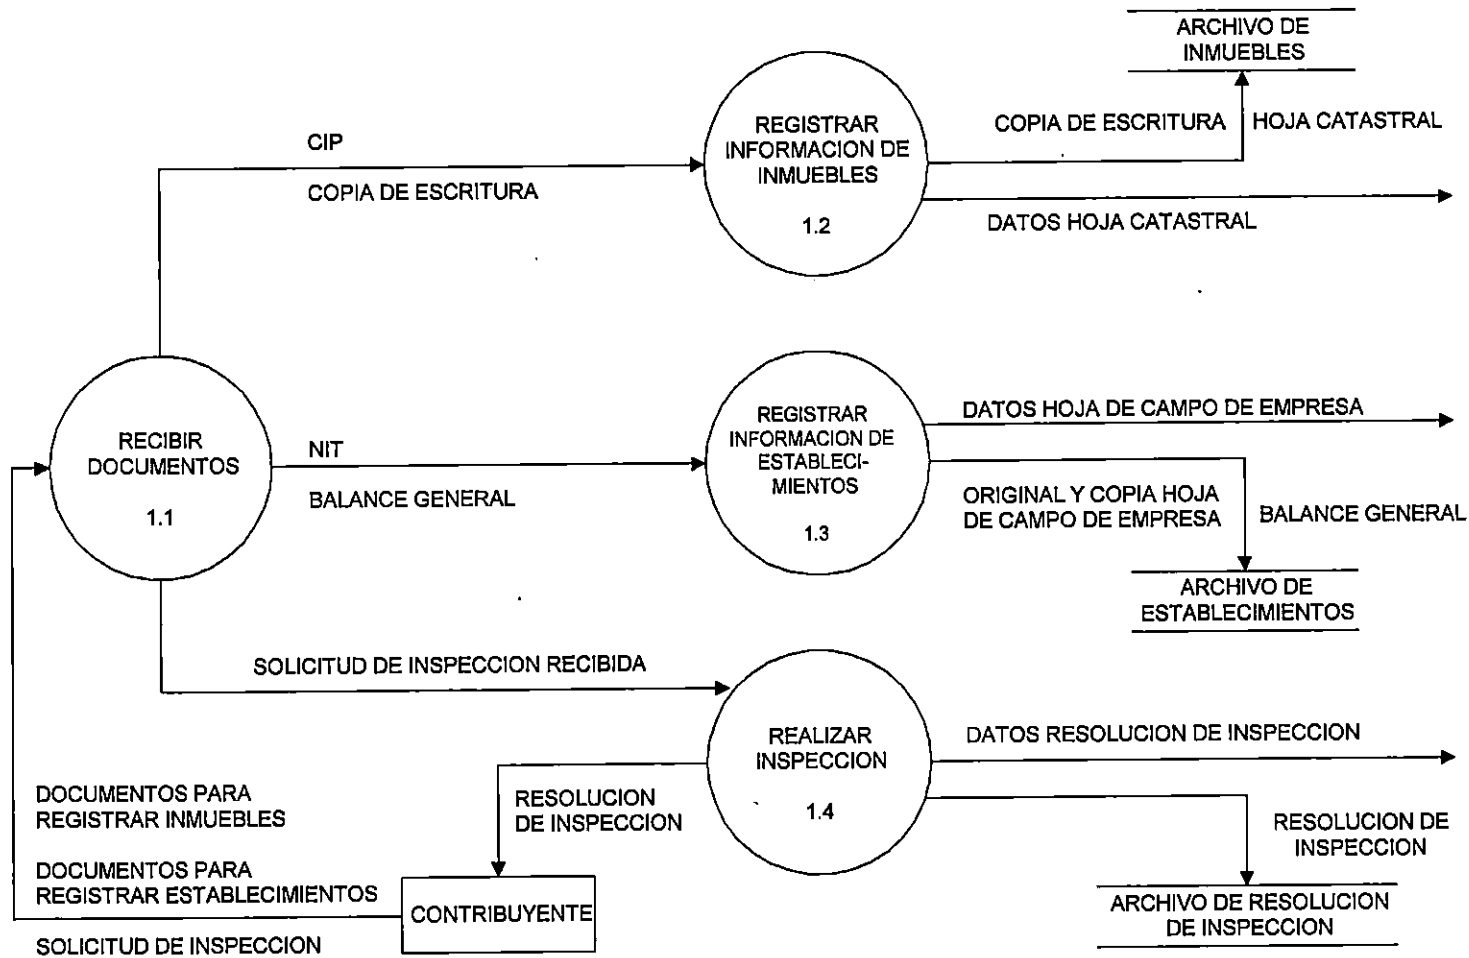 ARCHIVO DE
INMUEBLES
CIP
COPIA DE ESCRITURA
REGISTRAR
INFORMACION DE
INMUEBLES
1.2
COPIA DE ESCRITURA
HOJA CATASTRAL
DATOS HOJA CATASTRAL
RECIBIR
DOCUMENTOS
1.1
NIT
BALANCE GENERAL
REGISTRAR
INFORMACION DE
ESTABLECI-
MIENTOS
1.3
DATOS HOJA DE CAMPO DE EMPRESA
ORIGINAL Y COPIA HOJA
DE CAMPO DE EMPRESA
BALANCE GENERAL
ARCHIVO DE
ESTABLECIMIENTOS
SOLICITUD DE INSPECCION RECIBIDA
REALIZAR
INSPECCION
1.4
DATOS RESOLUCION DE INSPECCION
RESOLUCION
DE INSPECCION
RESOLUCION DE
INSPECCION
ARCHIVO DE RESOLUCION
DE INSPECCION
DOCUMENTOS PARA
REGISTRAR INMUEBLES
DOCUMENTOS PARA
REGISTRAR ESTABLECIMIENTOS
SOLICITUD DE INSPECCION
CONTRIBUYENTE